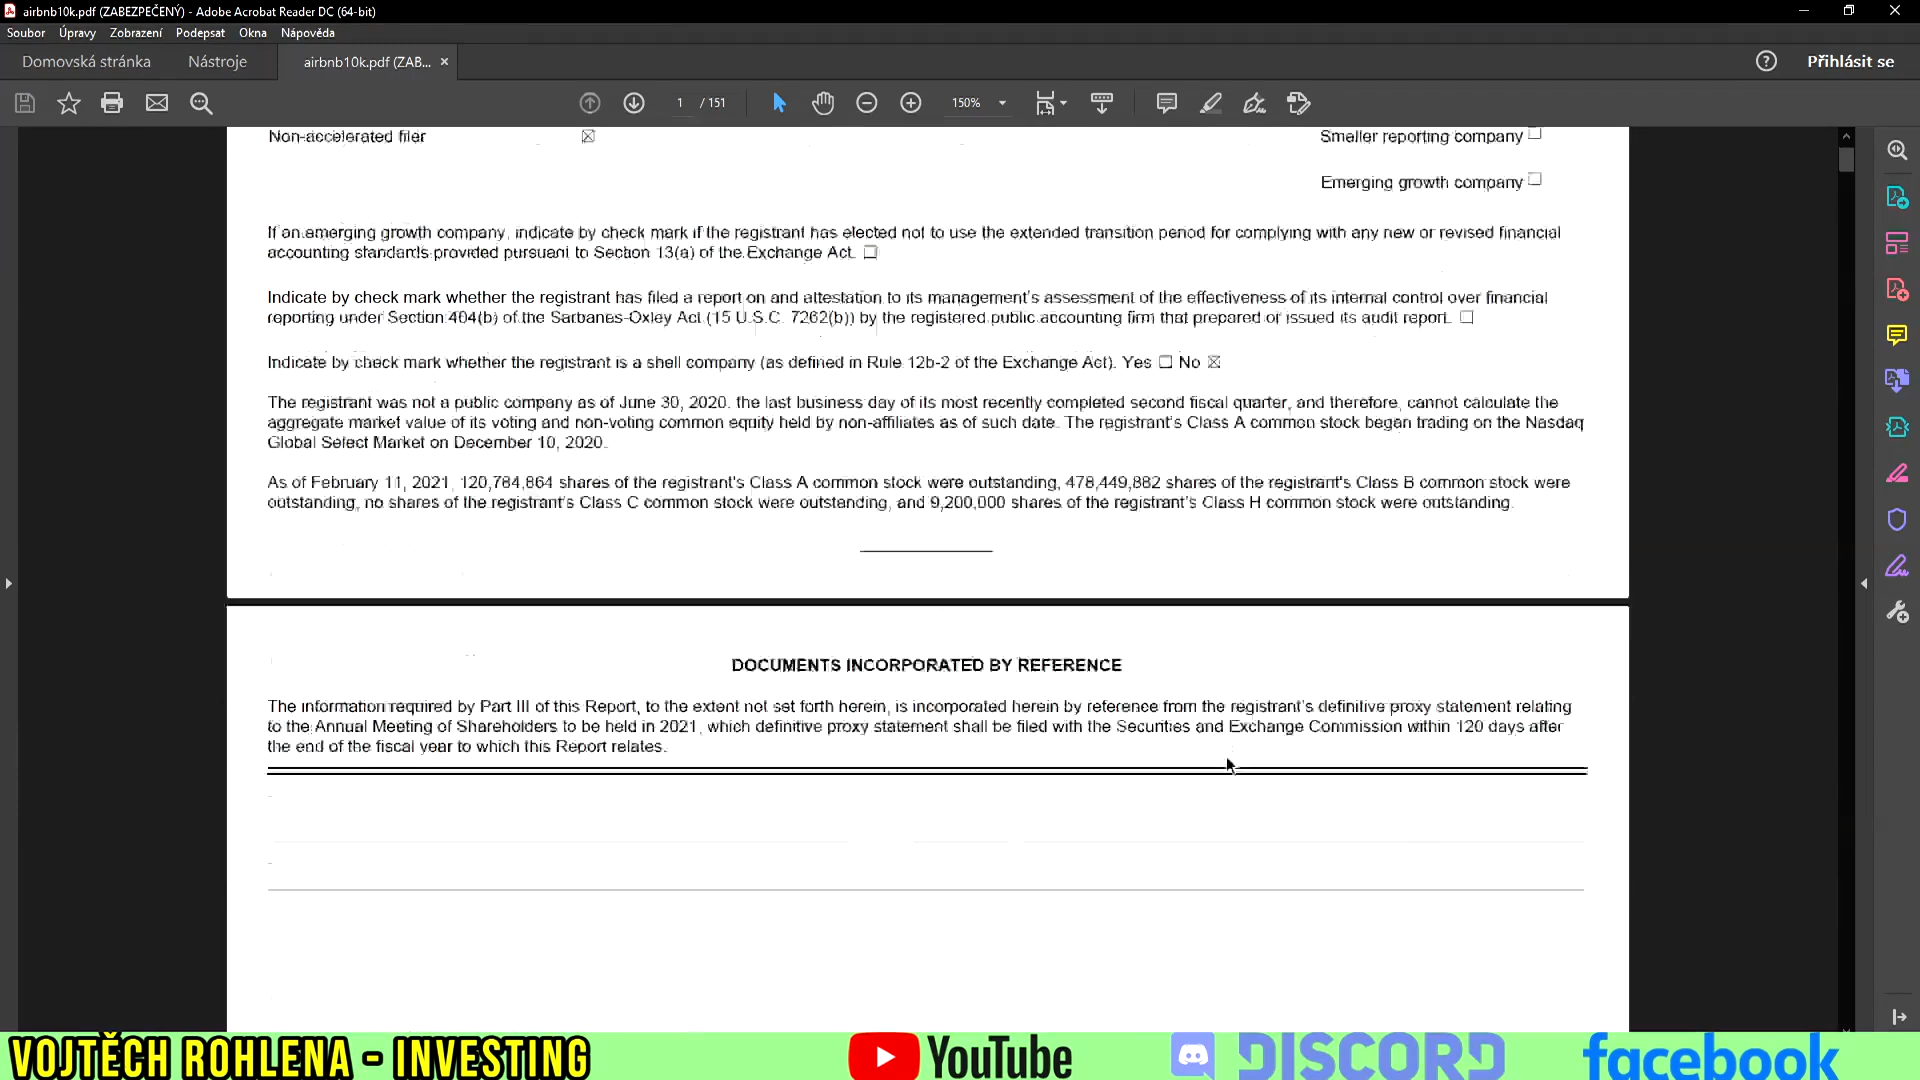 airbnb10k.pdf (ZABEZPEČENÝ) - Adobe Acrobat Reader DC (64-bit)
Soubor Úpravy Zobrazení Podepsat Okna Nápověda
Domovská stránka Nástroje airbnb10k.pdf (ZAB... × Přihlásit se
1 / 151 150%
Non-accelerated filer ☒ Smaller reporting company ☐
Emerging growth company ☐
If an emerging growth company, indicate by check mark if the registrant has elected not to use the extended transition period for complying with any new or revised financial
accounting standards provided pursuant to Section 13(a) of the Exchange Act. ☐
Indicate by check mark whether the registrant has filed a report on and attestation to its management's assessment of the effectiveness of its internal control over financial
reporting under Section 404(b) of the Sarbanes-Oxley Act (15 U.S.C. 7262(b)) by the registered public accounting firm that prepared or issued its audit report. ☐
Indicate by check mark whether the registrant is a shell company (as defined in Rule 12b-2 of the Exchange Act). Yes ☐ No ☒
The registrant was not a public company as of June 30, 2020, the last business day of its most recently completed second fiscal quarter, and therefore, cannot calculate the
aggregate market value of its voting and non-voting common equity held by non-affiliates as of such date. The registrant's Class A common stock began trading on the Nasdaq
Global Select Market on December 10, 2020.
As of February 11, 2021, 120,784,864 shares of the registrant's Class A common stock were outstanding, 478,449,882 shares of the registrant's Class B common stock were
outstanding, no shares of the registrant's Class C common stock were outstanding, and 9,200,000 shares of the registrant's Class H common stock were outstanding.
DOCUMENTS INCORPORATED BY REFERENCE
The information required by Part III of this Report, to the extent not set forth herein, is incorporated herein by reference from the registrant's definitive proxy statement relating
to the Annual Meeting of Shareholders to be held in 2021, which definitive proxy statement shall be filed with the Securities and Exchange Commission within 120 days after
the end of the fiscal year to which this Report relates.
VOJTĚCH ROHLENA - INVESTING YouTube DISCORD facebook